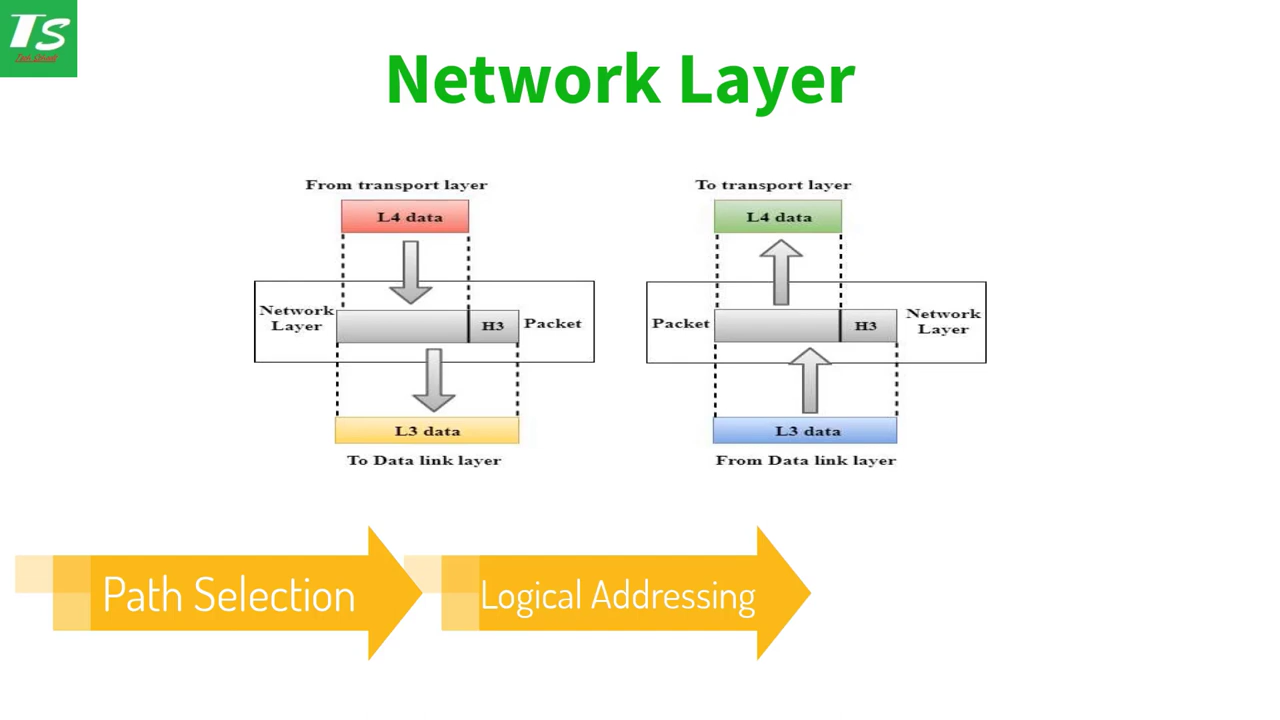 TS
Network Layer
From transport layer
L4 data
Network
Layer
H3
Packet
L3 data
To Data link layer
To transport layer
L4 data
Packet
H3
Network
Layer
L3 data
From Data link layer
Path Selection
Logical Addressing